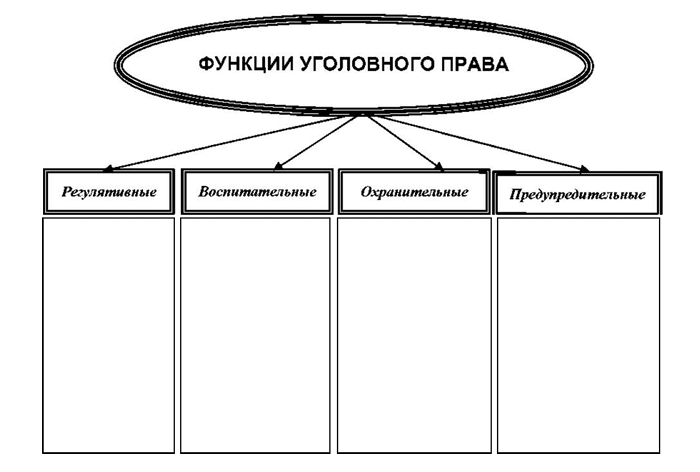 ФУНКЦИИ УГОЛОВНОГО ПРАВА
Регулятивные
Воспитательные
Охранительные
Предупредительные